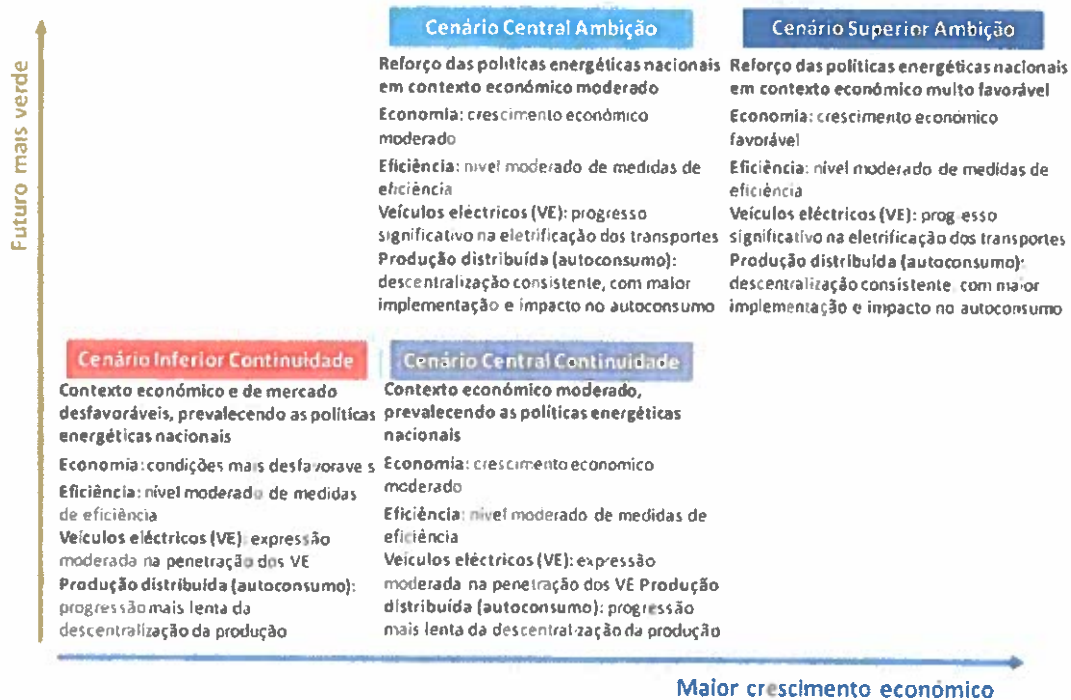 Futuro mais verde
Cenário Central Ambição
Reforço das políticas energéticas nacionais
em contexto económico moderado
Economia: crescimento económico
moderado
Eficiência: nível moderado de medidas de
eficiência
Veículos eléctricos (VE): progresso
significativo na eletrificação dos transportes
Produção distribuída (autoconsumo):
descentralização consistente, com maior
implementação e impacto no autoconsumo
Cenário Superior Ambição
Reforço das políticas energéticas nacionais
em contexto económico muito favorável
Economia: crescimento económico
favorável
Eficiência: nível moderado de medidas de
eficiência
Veículos eléctricos (VE): progresso
significativo na eletrificação dos transportes
Produção distribuída (autoconsumo):
descentralização consistente, com maior
implementação e impacto no autoconsumo
Cenário Inferior Continuidade
Contexto económico e de mercado
desfavoráveis, prevalecendo as políticas
energéticas nacionais
Economia: condições mais desfavoráveis
Eficiência: nível moderado de medidas
de eficiência
Veículos eléctricos (VE): expressão
moderada na penetração dos VE
Produção distribuída (autoconsumo):
progressão mais lenta da
descentralização da produção
Cenário Central Continuidade
Contexto económico moderado,
prevalecendo as políticas energéticas
nacionais
Economia: crescimento economico
moderado
Eficiência: nível moderado de medidas de
eficiência
Veículos eléctricos (VE): expressão
moderada na penetração dos VE Produção
distribuída (autoconsumo): progressão
mais lenta da descentralização da produção
Maior crescimento económico